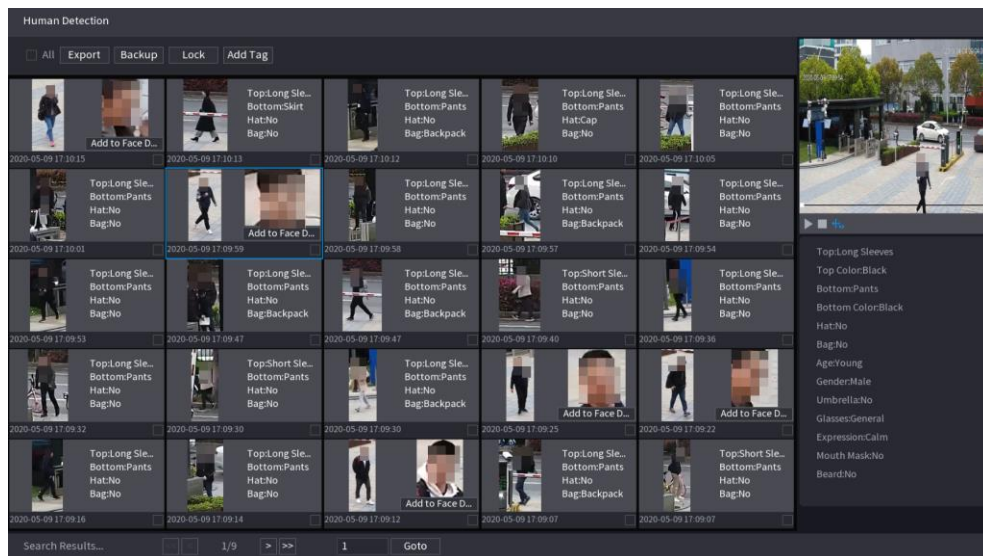 Human Detection
All Export Backup Lock Add Tag
Add to Face D...
2020-05-09 17:10:15
Top:Long Sle...
Bottom:Skirt
Hat:No
Bag:No
2020-05-09 17:10:13
Top:Long Sle...
Bottom:Pants
Hat:No
Bag:Backpack
2020-05-09 17:10:12
Top:Long Sle...
Bottom:Pants
Hat:Cap
Bag:No
2020-05-09 17:10:10
Top:Long Sle...
Bottom:Pants
Hat:No
Bag:No
2020-05-09 17:10:05
Top:Long Sle...
Bottom:Pants
Hat:No
Bag:No
2020-05-09 17:10:01
Add to Face D...
2020-05-09 17:09:59
Top:Long Sle...
Bottom:Pants
Hat:No
Bag:No
2020-05-09 17:09:58
Top:Long Sle...
Bottom:Pants
Hat:No
Bag:Backpack
2020-05-09 17:09:57
Top:Long Sle...
Bottom:Pants
Hat:No
Bag:No
2020-05-09 17:09:54
Top:Long Sle...
Bottom:Pants
Hat:No
Bag:No
2020-05-09 17:09:53
Top:Long Sle...
Bottom:Pants
Hat:No
Bag:Backpack
2020-05-09 17:09:47
Top:Long Sle...
Bottom:Pants
Hat:No
Bag:Backpack
2020-05-09 17:09:47
Top:Short Sle...
Bottom:Pants
Hat:No
Bag:No
2020-05-09 17:09:40
Top:Long Sle...
Bottom:Pants
Hat:No
Bag:No
2020-05-09 17:09:36
Top:Long Sle...
Bottom:Pants
Hat:No
Bag:No
2020-05-09 17:09:32
Top:Short Sle...
Bottom:Pants
Hat:No
Bag:No
2020-05-09 17:09:30
Top:Long Sle...
Bottom:Pants
Hat:No
Bag:Backpack
2020-05-09 17:09:30
Add to Face D...
2020-05-09 17:09:25
Add to Face D...
2020-05-09 17:09:22
Top:Long Sle...
Bottom:Pants
Hat:No
Bag:No
2020-05-09 17:09:16
Top:Long Sle...
Bottom:Pants
Hat:No
Bag:No
2020-05-09 17:09:14
Add to Face D...
2020-05-09 17:09:12
Top:Long Sle...
Bottom:Pants
Hat:No
Bag:Backpack
2020-05-09 17:09:07
Top:Short Sle...
Bottom:Pants
Hat:No
Bag:No
2020-05-09 17:09:07
Top:Long Sleeves
Top Color:Black
Bottom:Pants
Bottom Color:Black
Hat:No
Bag:No
Age:Young
Gender:Male
Umbrella:No
Glasses:General
Expression:Calm
Mouth Mask:No
Beard:No
Search Results... 1/9 > >> 1 Goto